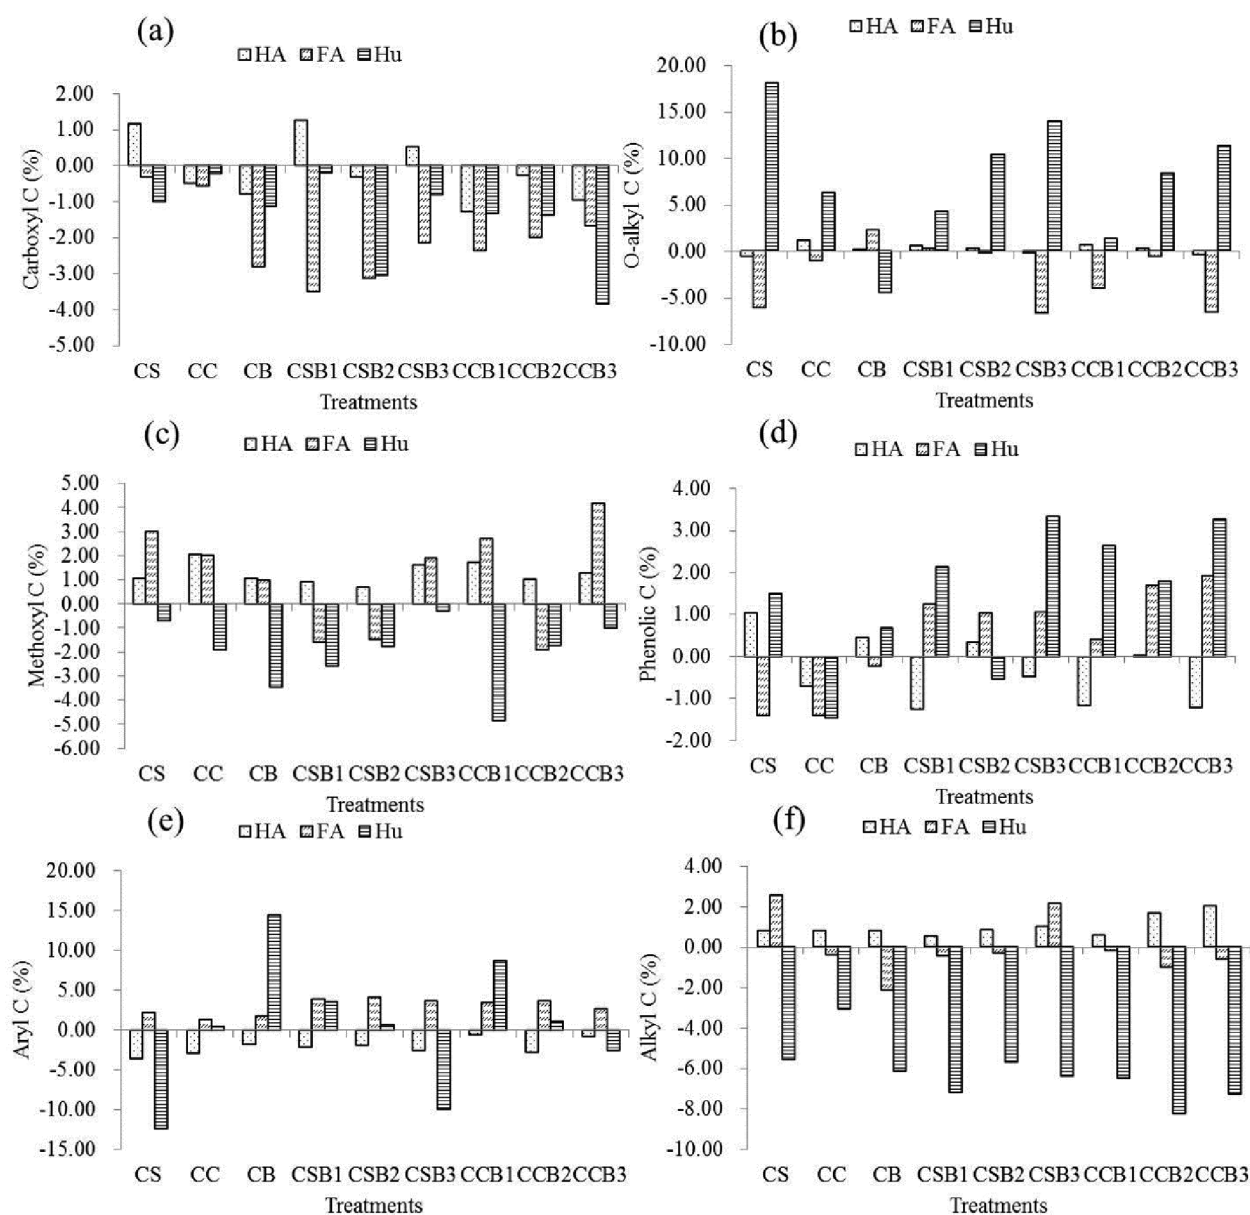 (a)
HA FA Hu
Carboxyl C (%)
2.00
1.00
0.00
-1.00
-2.00
-3.00
-4.00
-5.00
CS CC CB CSB1 CSB2 CSB3 CCB1 CCB2 CCB3
Treatments
(b)
HA FA Hu
O-alkyl C (%)
20.00
15.00
10.00
5.00
0.00
-5.00
-10.00
CS CC CB CSB1 CSB2 CSB3 CCB1 CCB2 CCB3
Treatments
(c)
HA FA Hu
Methoxyl C (%)
5.00
4.00
3.00
2.00
1.00
0.00
-1.00
-2.00
-3.00
-4.00
-5.00
-6.00
CS CC CB CSB1 CSB2 CSB3 CCB1 CCB2 CCB3
Treatments
(d)
HA FA Hu
Phenolic C (%)
4.00
3.00
2.00
1.00
0.00
-1.00
-2.00
CS CC CB CSB1 CSB2 CSB3 CCB1 CCB2 CCB3
Treatments
(e)
HA FA Hu
Aryl C (%)
20.00
15.00
10.00
5.00
0.00
-5.00
-10.00
-15.00
CS CC CB CSB1 CSB2 CSB3 CCB1 CCB2 CCB3
Treatments
(f)
HA FA Hu
Alkyl C (%)
4.00
2.00
0.00
-2.00
-4.00
-6.00
-8.00
-10.00
CS CC CB CSB1 CSB2 CSB3 CCB1 CCB2 CCB3
Treatments